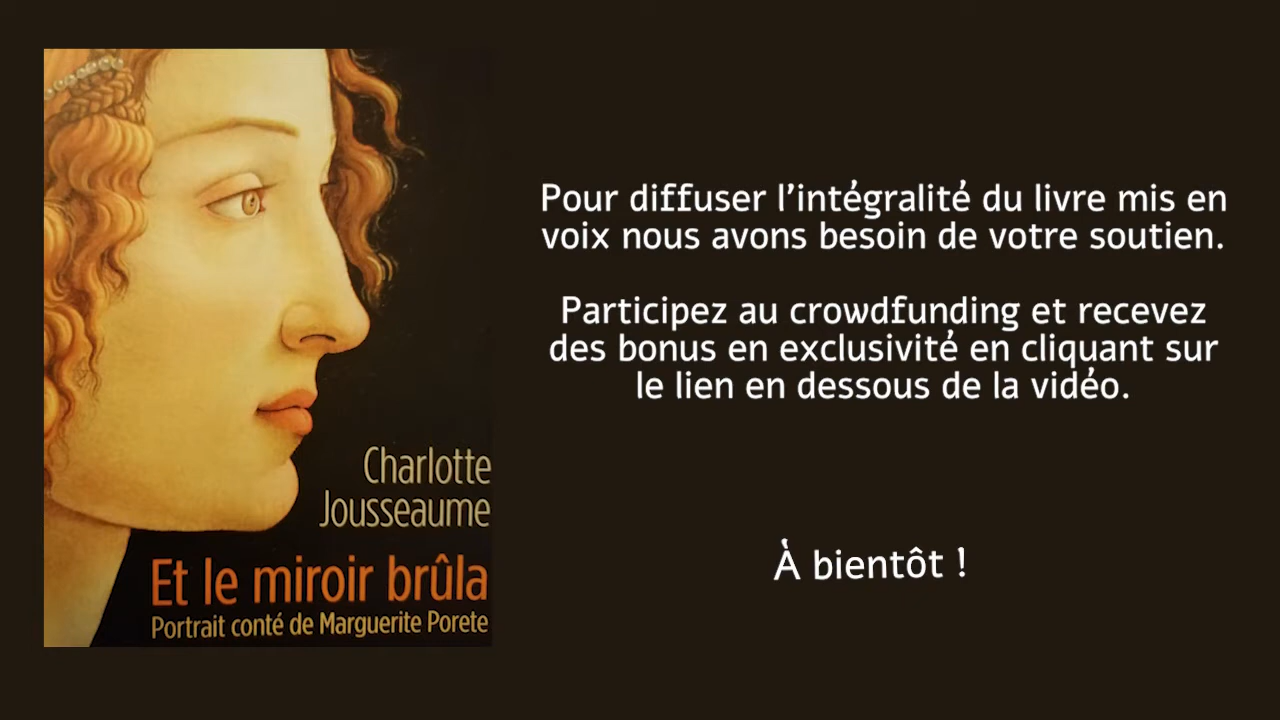 Charlotte
Jousseaume
Et le miroir brûla
Portrait conté de Marguerite Porete
Pour diffuser l'intégralité du livre mis en
voix nous avons besoin de votre soutien.
Participez au crowdfunding et recevez
des bonus en exclusivité en cliquant sur
le lien en dessous de la vidéo.
À bientôt !